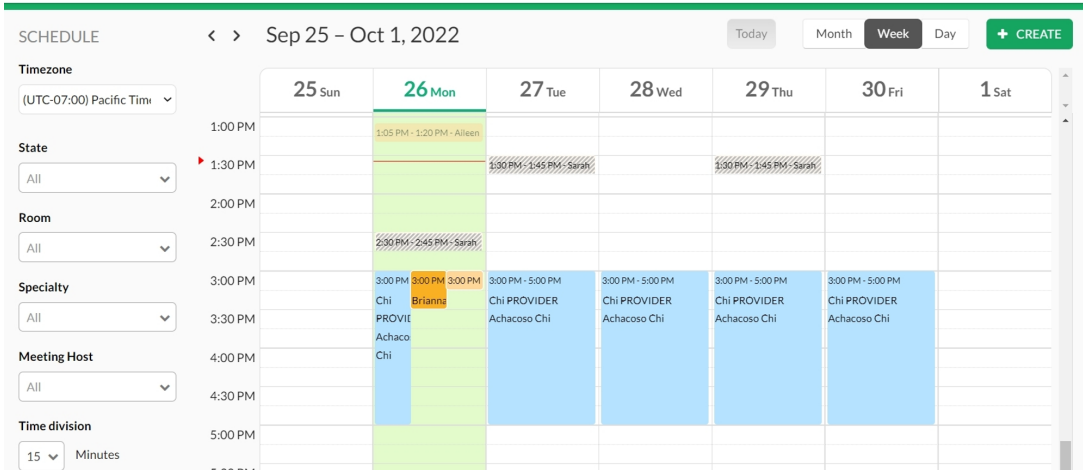 SCHEDULE
Sep 25 – Oct 1, 2022
Today
Month
Week
Day
+ CREATE
Timezone
(UTC-07:00) Pacific Time
State
All
Room
All
Specialty
All
Meeting Host
All
Time division
15
Minutes
25 Sun
26 Mon
27 Tue
28 Wed
29 Thu
30 Fri
1 Sat
1:00 PM
1:30 PM
2:00 PM
2:30 PM
3:00 PM
3:30 PM
4:00 PM
4:30 PM
5:00 PM
1:05 PM - 1:20 PM - Aileen
2:30 PM - 2:45 PM - Sarah
3:00 PM
Chi
PROVID
Achaco
Chi
3:00 PM
Brianna
3:00 PM
1:30 PM - 1:45 PM - Sarah
3:00 PM - 5:00 PM
Chi PROVIDER
Achacoso Chi
3:00 PM - 5:00 PM
Chi PROVIDER
Achacoso Chi
1:30 PM - 1:45 PM - Sarah
3:00 PM - 5:00 PM
Chi PROVIDER
Achacoso Chi
3:00 PM - 5:00 PM
Chi PROVIDER
Achacoso Chi